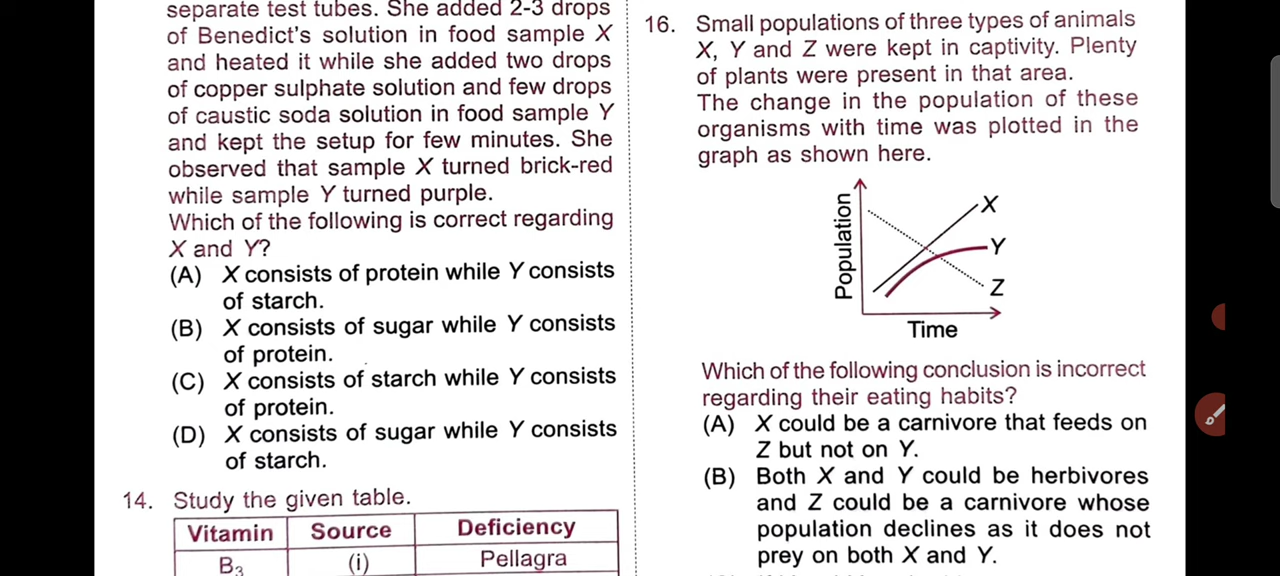 separate test tubes. She added 2-3 drops
of Benedict's solution in food sample X
and heated it while she added two drops
of copper sulphate solution and few drops
of caustic soda solution in food sample Y
and kept the setup for few minutes. She
observed that sample X turned brick-red
while sample Y turned purple.
Which of the following is correct regarding
X and Y?
(A) X consists of protein while Y consists
of starch.
(B) X consists of sugar while Y consists
of protein.
(C) X consists of starch while Y consists
of protein.
(D) X consists of sugar while Y consists
of starch.
14. Study the given table.
Vitamin Source Deficiency
B3 (i) Pellagra
16. Small populations of three types of animals
X, Y and Z were kept in captivity. Plenty
of plants were present in that area.
The change in the population of these
organisms with time was plotted in the
graph as shown here.
Population
X
Y
Z
Time
Which of the following conclusion is incorrect
regarding their eating habits?
(A) X could be a carnivore that feeds on
Z but not on Y.
(B) Both X and Y could be herbivores
and Z could be a carnivore whose
population declines as it does not
prey on both X and Y.